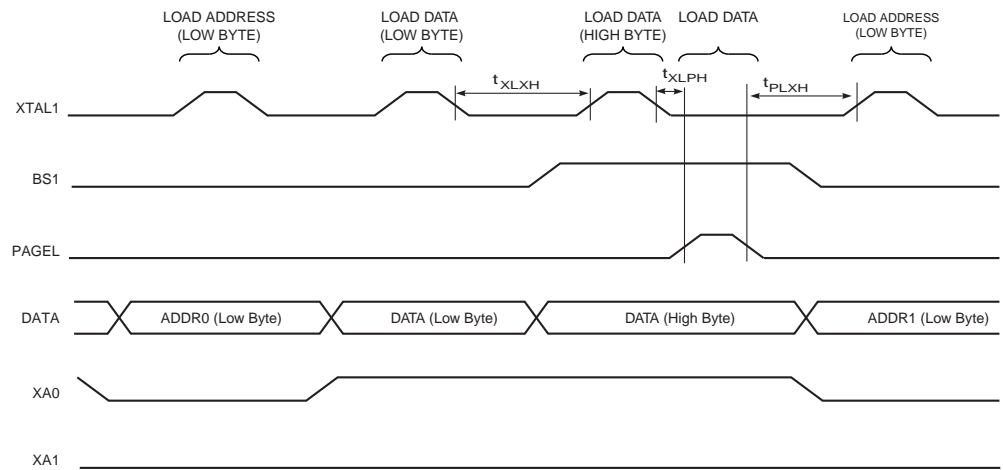 LOAD ADDRESS
(LOW BYTE)
LOAD DATA
(LOW BYTE)
LOAD DATA
(HIGH BYTE)
LOAD DATA
LOAD ADDRESS
(LOW BYTE)
tXLXH
tXLPH
tPLXH
XTAL1
BS1
PAGEL
DATA
ADDR0 (Low Byte)
DATA (Low Byte)
DATA (High Byte)
ADDR1 (Low Byte)
XA0
XA1